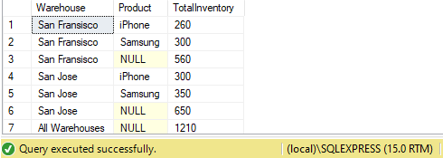 Warehouse Product TotalInventory
1 San Fransisco iPhone 260
2 San Fransisco Samsung 300
3 San Fransisco NULL 560
4 San Jose iPhone 300
5 San Jose Samsung 350
6 San Jose NULL 650
7 All Warehouses NULL 1210
Query executed successfully. (local)\SQLEXPRESS (15.0 RTM)